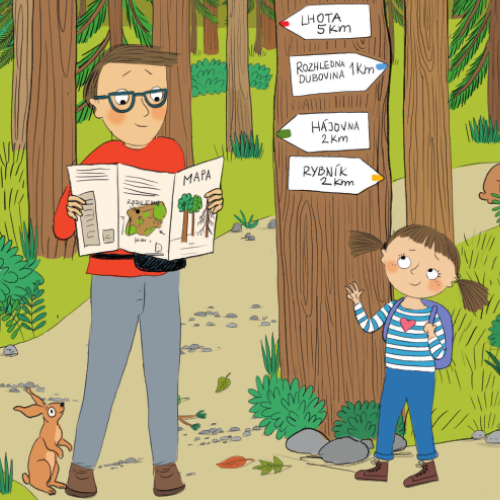 LHOTA
5 km
ROZHLEDNA 1 km
DUBOVINA
HÁJOVNA
2 km
RYBNÍK
2 km
MAPA